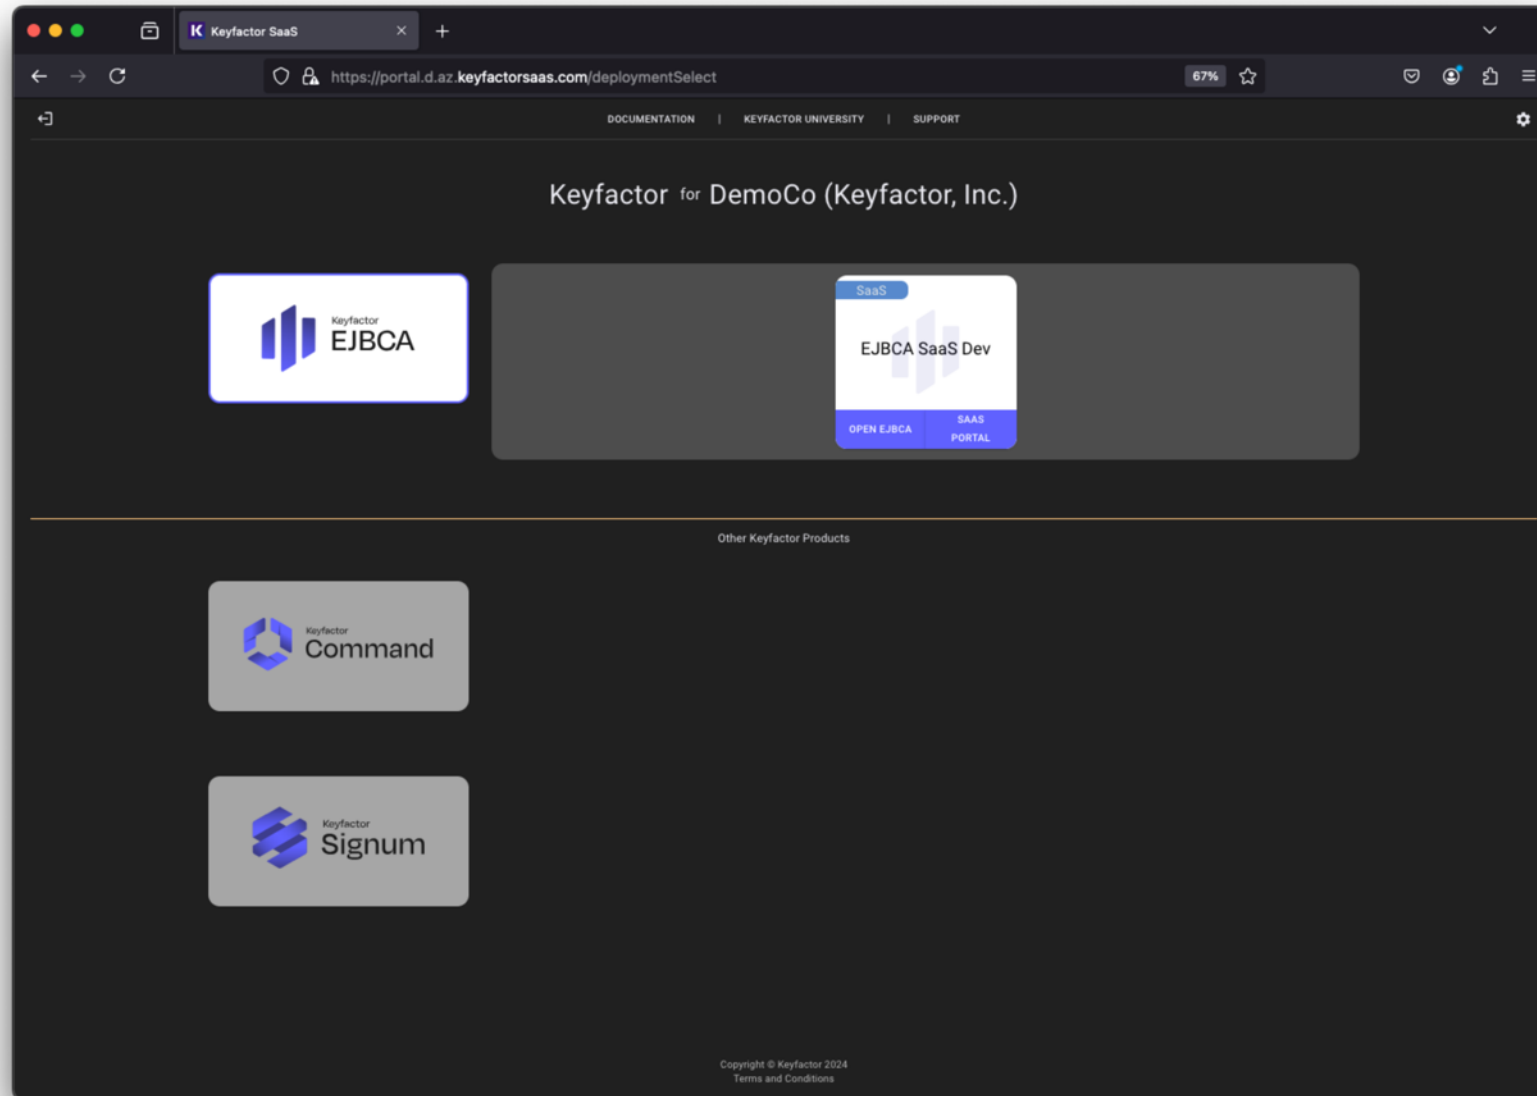 Keyfactor SaaS
https://portal.d.az.keyfactorsaas.com/deploymentSelect
67%
DOCUMENTATION | KEYFACTOR UNIVERSITY | SUPPORT
Keyfactor for DemoCo (Keyfactor, Inc.)
Keyfactor
EJBCA
SaaS
EJBCA SaaS Dev
OPEN EJBCA
SAAS
PORTAL
Other Keyfactor Products
Keyfactor
Command
Keyfactor
Signum
Copyright © Keyfactor 2024
Terms and Conditions